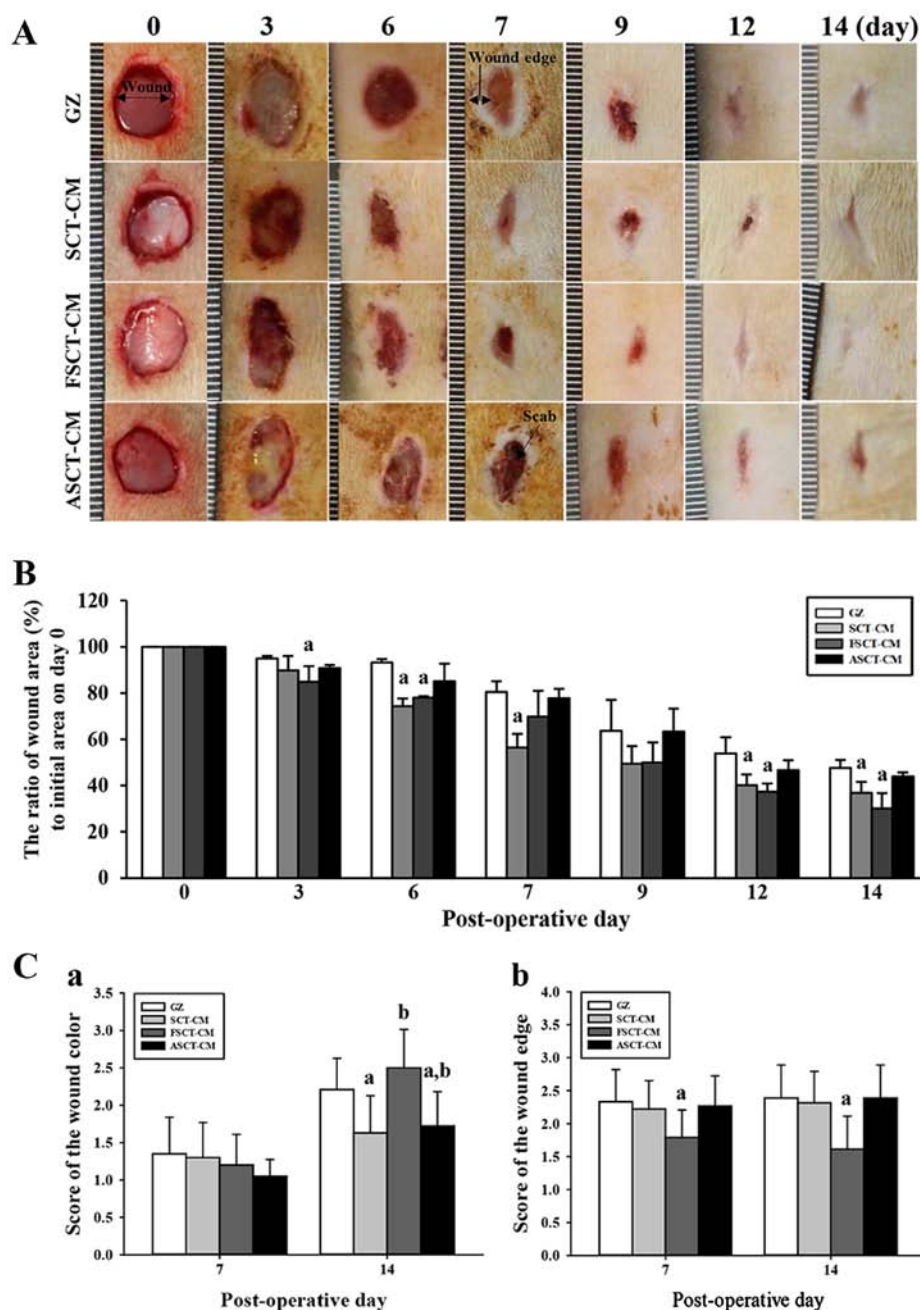 A
0 3 6 7 9 12 14 (day)
GZ
Wound
Wound edge
SCT-CM
FSCT-CM
ASCT-CM
Scab
B
The ratio of wound area (%)
to initial area on day 0
120
100
80
60
40
20
0
GZ
SCT-CM
FSCT-CM
ASCT-CM
a
a a
a
a a
a a
0 3 6 7 9 12 14
Post-operative day
C
a
Score of the wound color
3.5
3.0
2.5
2.0
1.5
1.0
0.5
0.0
GZ
SCT-CM
FSCT-CM
ASCT-CM
a
b
a,b
7 14
Post-operative day
b
Score of the wound edge
4.0
3.5
3.0
2.5
2.0
1.5
1.0
0.5
0.0
GZ
SCT-CM
FSCT-CM
ASCT-CM
a
a
7 14
Post-operative day